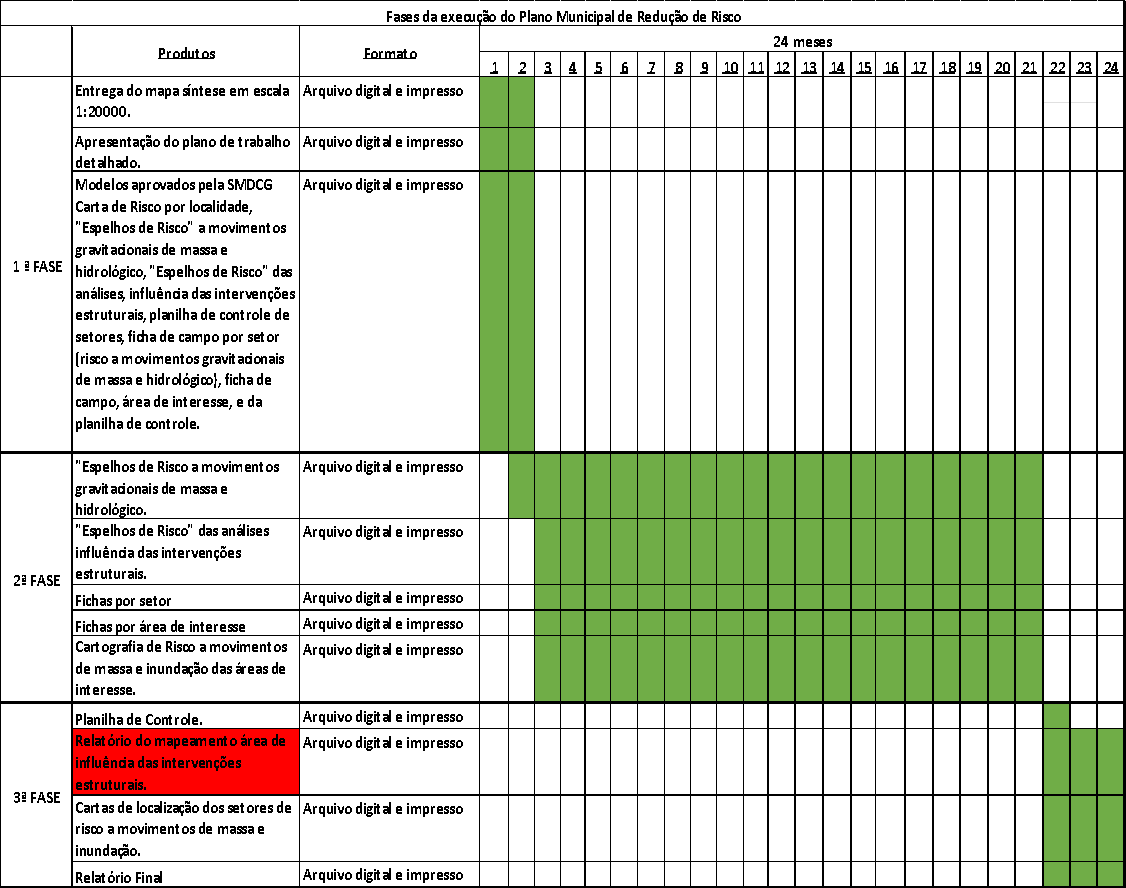 Fases da execução do Plano Municipal de Redução de Risco
Produtos
Formato
24 meses
1 2 3 4 5 6 7 8 9 10 11 12 13 14 15 16 17 18 19 20 21 22 23 24
1 ª FASE
Entrega do mapa síntese em escala
1:20000.
Arquivo digital e impresso
Apresentação do plano de trabalho
detalhado.
Arquivo digital e impresso
Modelos aprovados pela SMDCG
Carta de Risco por localidade,
"Espelhos de Risco" a movimentos
gravitacionais de massa e
hidrológico, "Espelhos de Risco" das
análises, influência das intervenções
estruturais, planilha de controle de
setores, ficha de campo por setor
(risco a movimentos gravitacionais
de massa e hidrológico), ficha de
campo, área de interesse, e da
planilha de controle.
Arquivo digital e impresso
2ª FASE
"Espelhos de Risco a movimentos
gravitacionais de massa e
hidrológico.
Arquivo digital e impresso
"Espelhos de Risco" das análises
influência das intervenções
estruturais.
Arquivo digital e impresso
Fichas por setor
Arquivo digital e impresso
Fichas por área de interesse
Arquivo digital e impresso
Cartografia de Risco a movimentos
de massa e inundação das áreas de
interesse.
Arquivo digital e impresso
3ª FASE
Planilha de Controle.
Arquivo digital e impresso
Relatório do mapeamento área de
influência das intervenções
estruturais.
Arquivo digital e impresso
Cartas de localização dos setores de
risco a movimentos de massa e
inundação.
Arquivo digital e impresso
Relatório Final
Arquivo digital e impresso